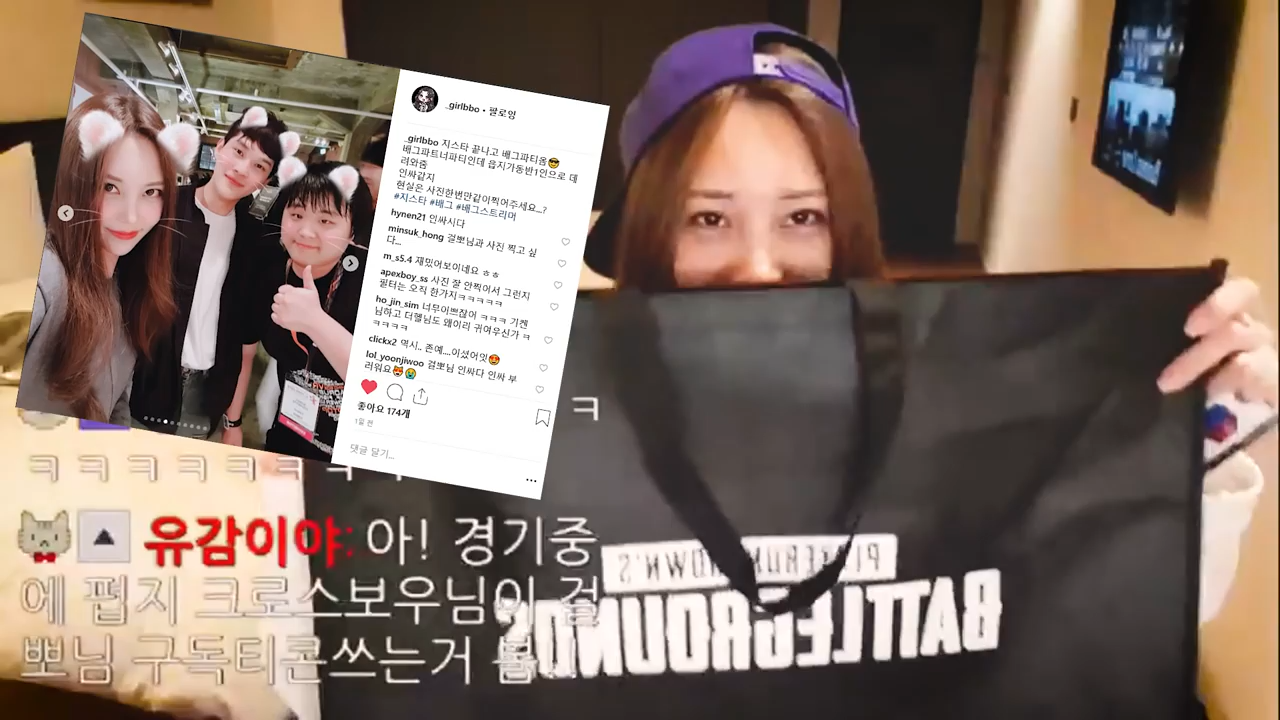 _girlbbo • 팔로잉
_girlbbo 지스타 끝나고 배그파티옴😎
배그파트너파티인데 읍지가동반1인으로 데
려와줌
인싸같지
현실은 사진한번만같이찍어주세요...?
#지스타 #배그 #배그스트리머
hynen21 인싸시다
minsuk_hong 걸뽀님과 사진 찍고 싶
다...
m_s5.4 재밌어보이네요 ㅎㅎ
apexboy_ss 사진 잘 안찍이서 그런지
필터는 오직 한가지ㅋㅋㅋㅋㅋ
ho_jin_sim 너무이쁘잖어 ㅋㅋㅋ 기켄
님하고 더헬님도 왜이리 귀여우신가 ㅋ
ㅋㅋㅋㅋ
clickx2 역시.. 존예....이셨어잇😍
lol_yoonjiwoo 걸뽀님 인싸다 인싸 부
러워요😻😭
좋아요 174개
1일 전
댓글 달기...
ㅋ
ㅋㅋㅋㅋㅋㅋㅋㅋ
유감이야: 아! 경기중
에 펍지 크로스보우님이 걸
뽀님 구독티콘쓰는거 봄
BATTLEGROUNDS